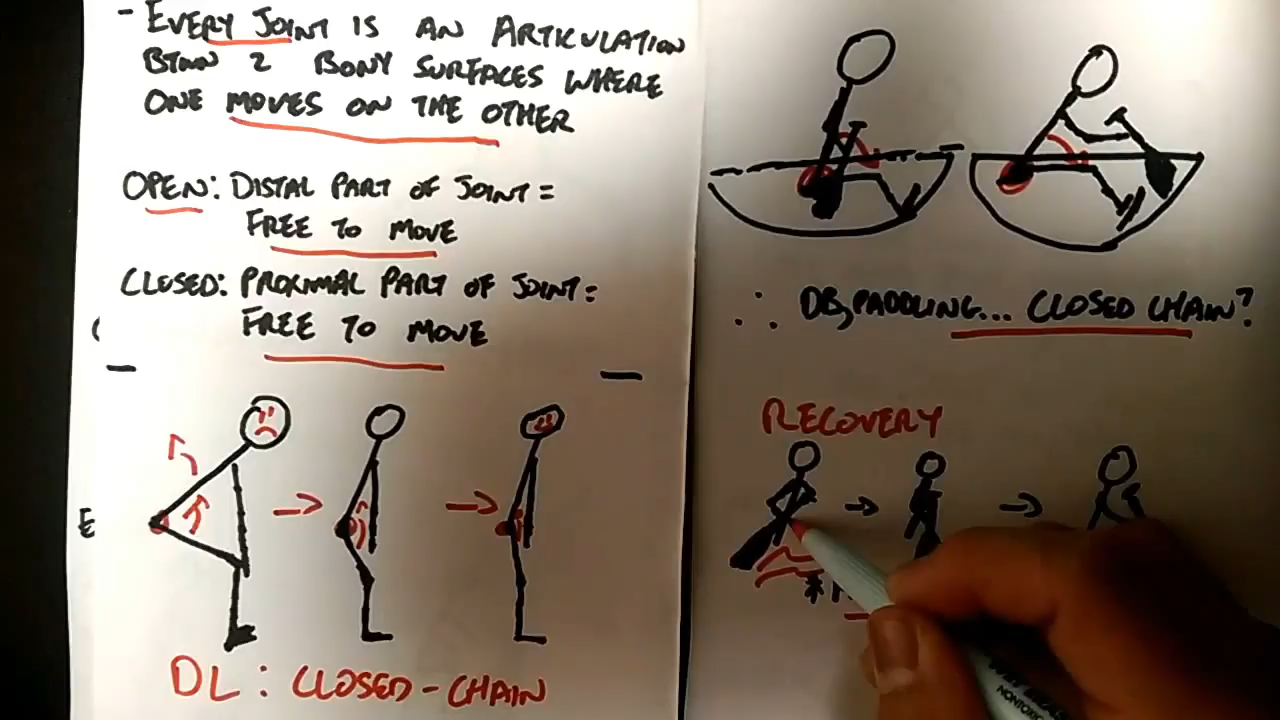 - EVERY JOINT IS AN ARTICULATION
BTWN 2 BONY SURFACES WHERE
ONE MOVES ON THE OTHER
OPEN: DISTAL PART OF JOINT =
FREE TO MOVE
CLOSED: PROXIMAL PART OF JOINT =
FREE TO MOVE
E
DL: CLOSED-CHAIN
∴ DB, PADDLING... CLOSED CHAIN?
RECOVERY
NONTOXIC